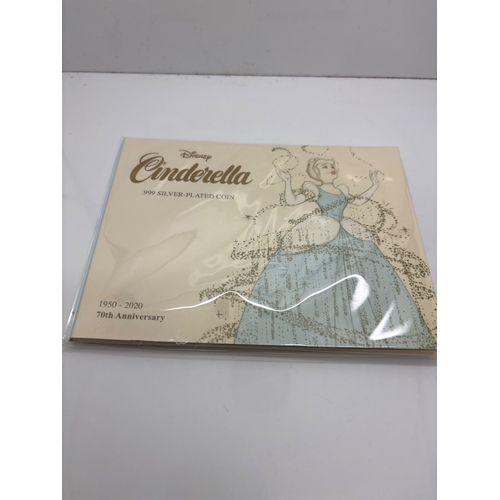 Disney
Cinderella
.999 SILVER-PLATED COIN
1950 - 2020
70th Anniversary